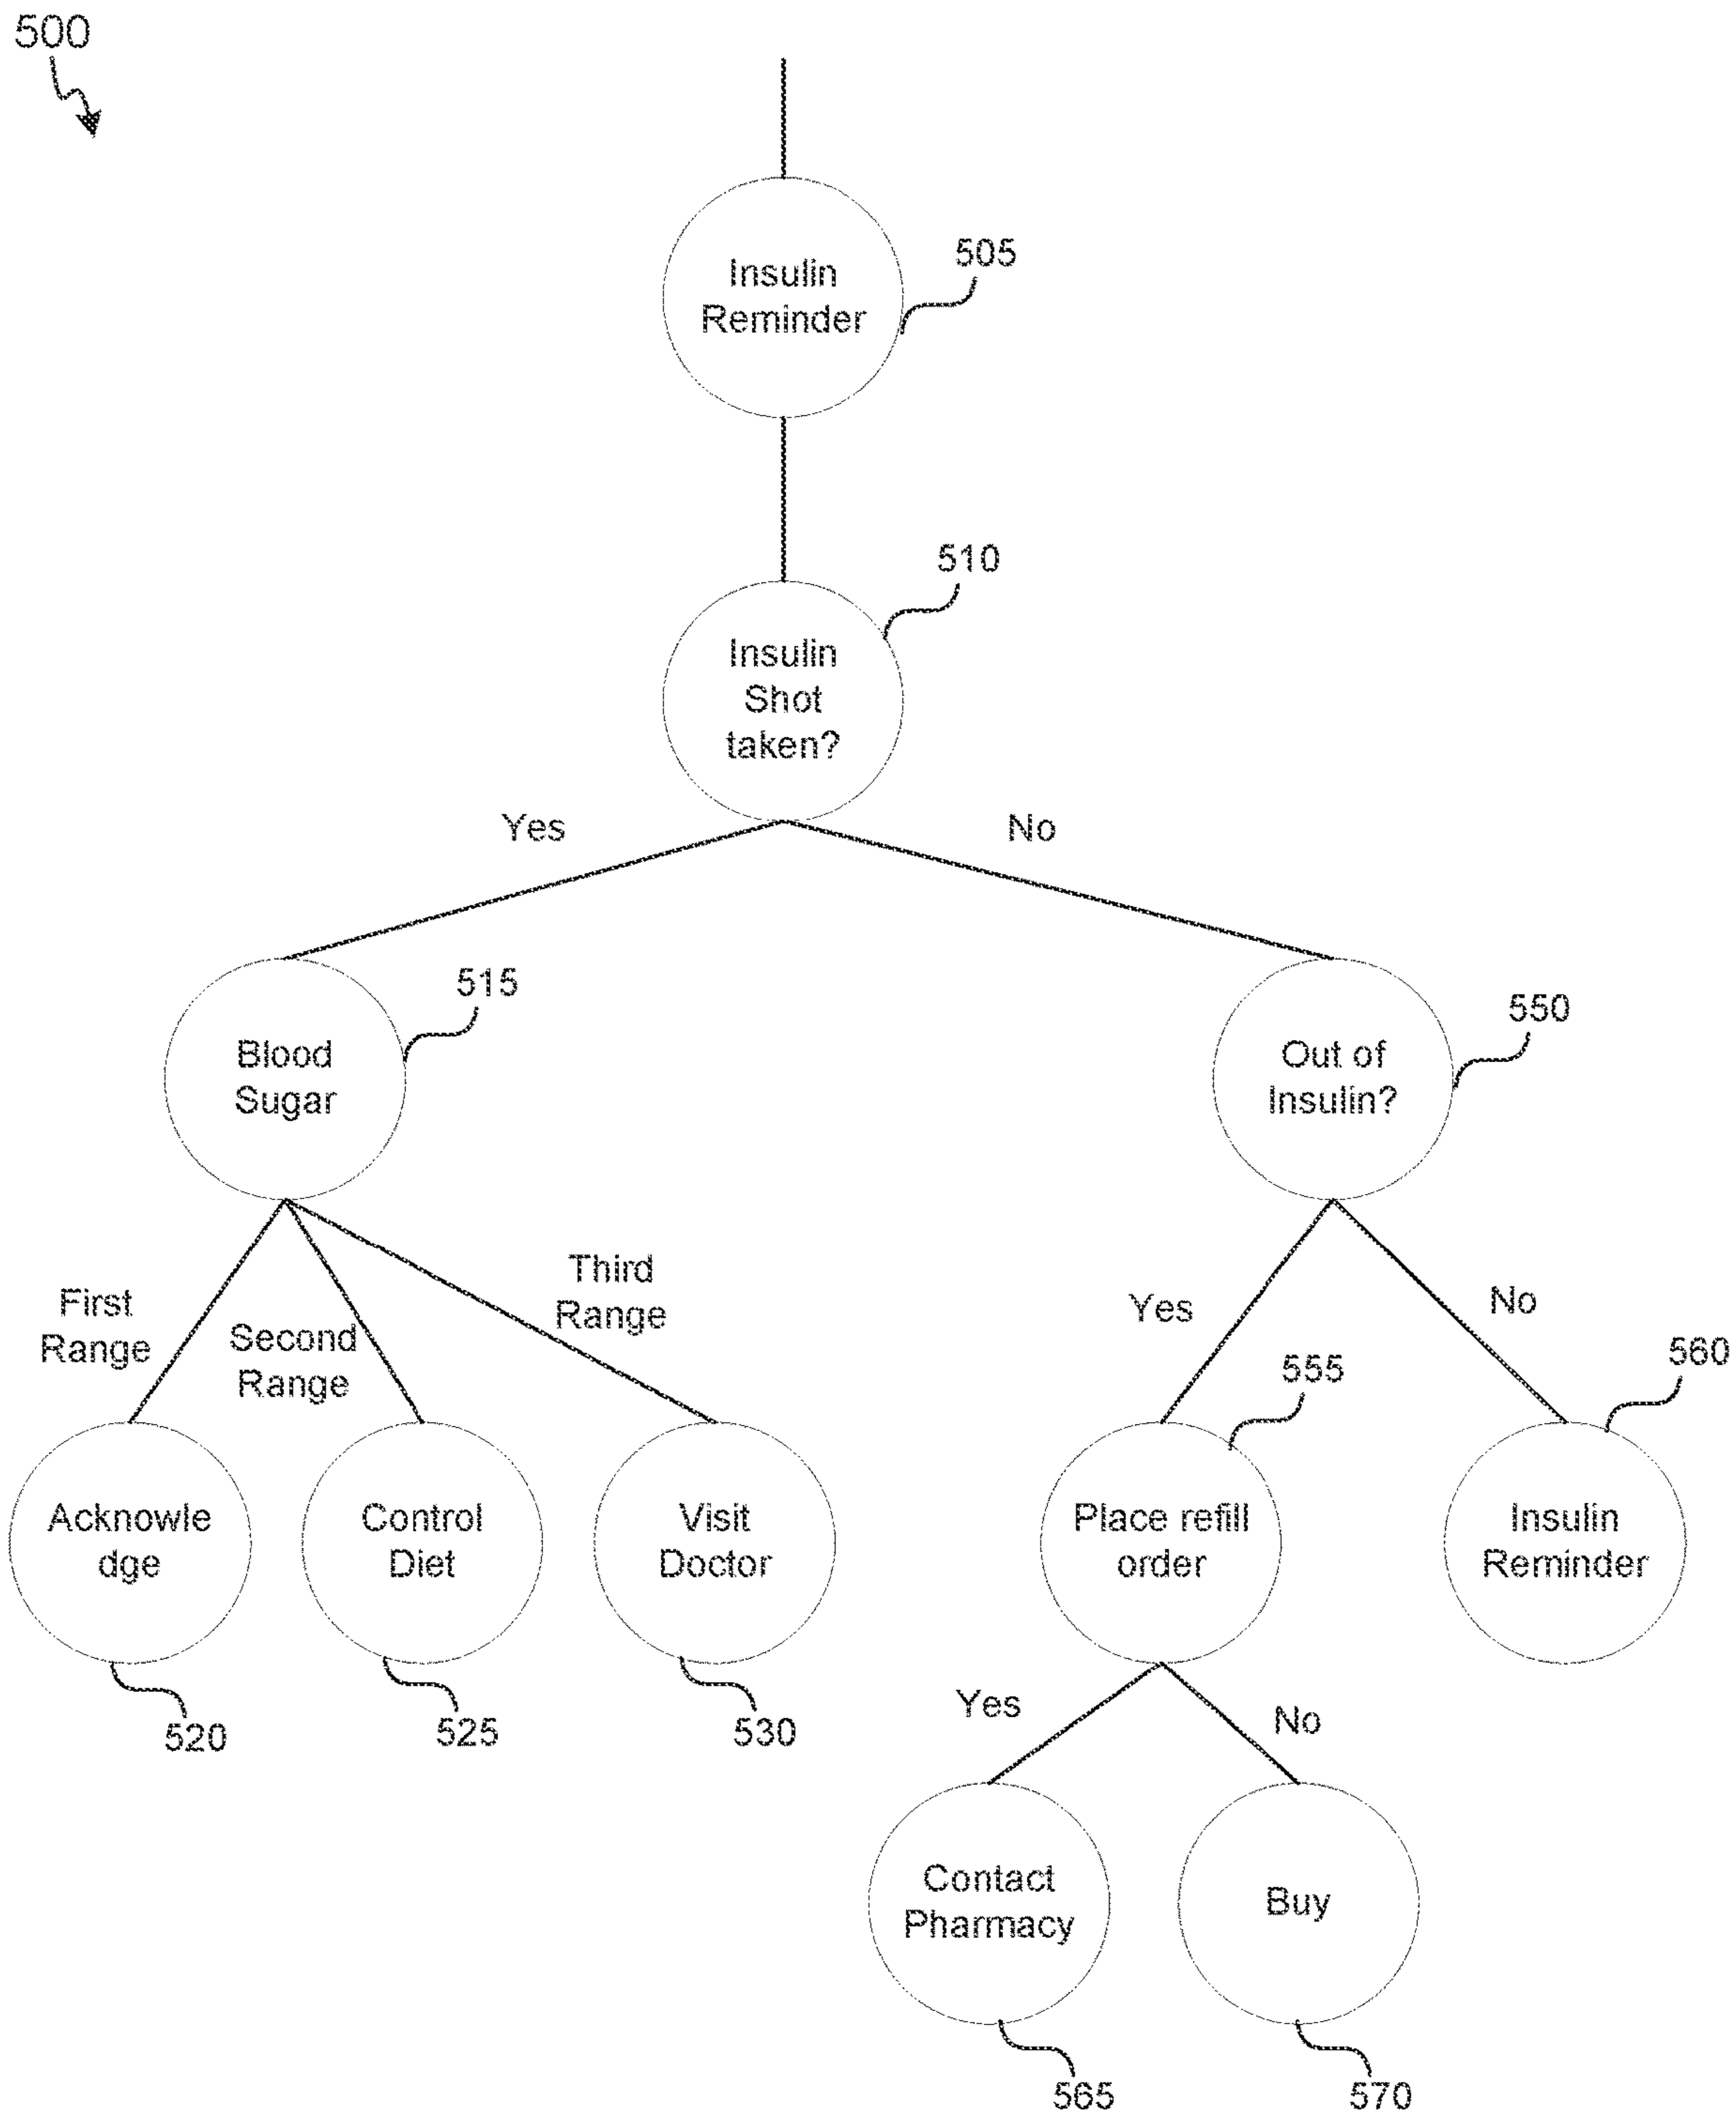 500
Insulin
Reminder
505
510
Insulin
Shot
taken?
Yes
No
515
Blood
Sugar
550
Out of
Insulin?
First
Range
Second
Range
Third
Range
Yes
No
555
560
Acknowle
dge
Control
Diet
Visit
Doctor
Place refill
order
Insulin
Reminder
520
525
530
Yes
No
Contact
Pharmacy
Buy
565
570